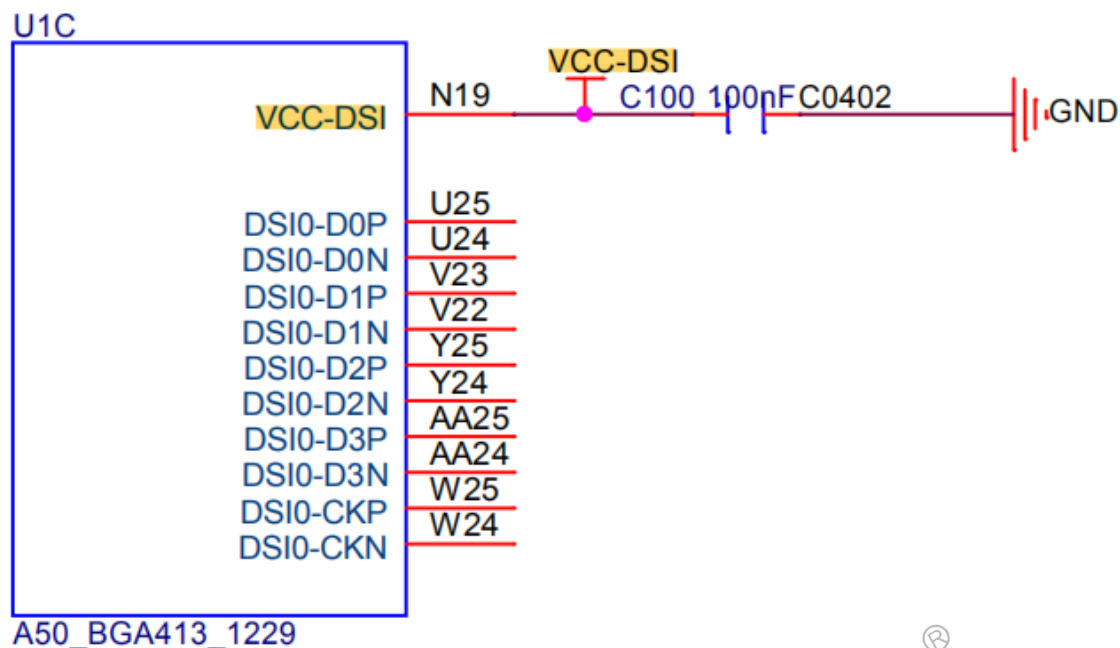 U1C
VCC-DSI
VCC-DSI N19 C100 100nF C0402 GND
DSI0-D0P U25
DSI0-D0N U24
DSI0-D1P V23
DSI0-D1N V22
DSI0-D2P Y25
DSI0-D2N Y24
DSI0-D3P AA25
DSI0-D3N AA24
DSI0-CKP W25
DSI0-CKN W24
A50_BGA413_1229
®